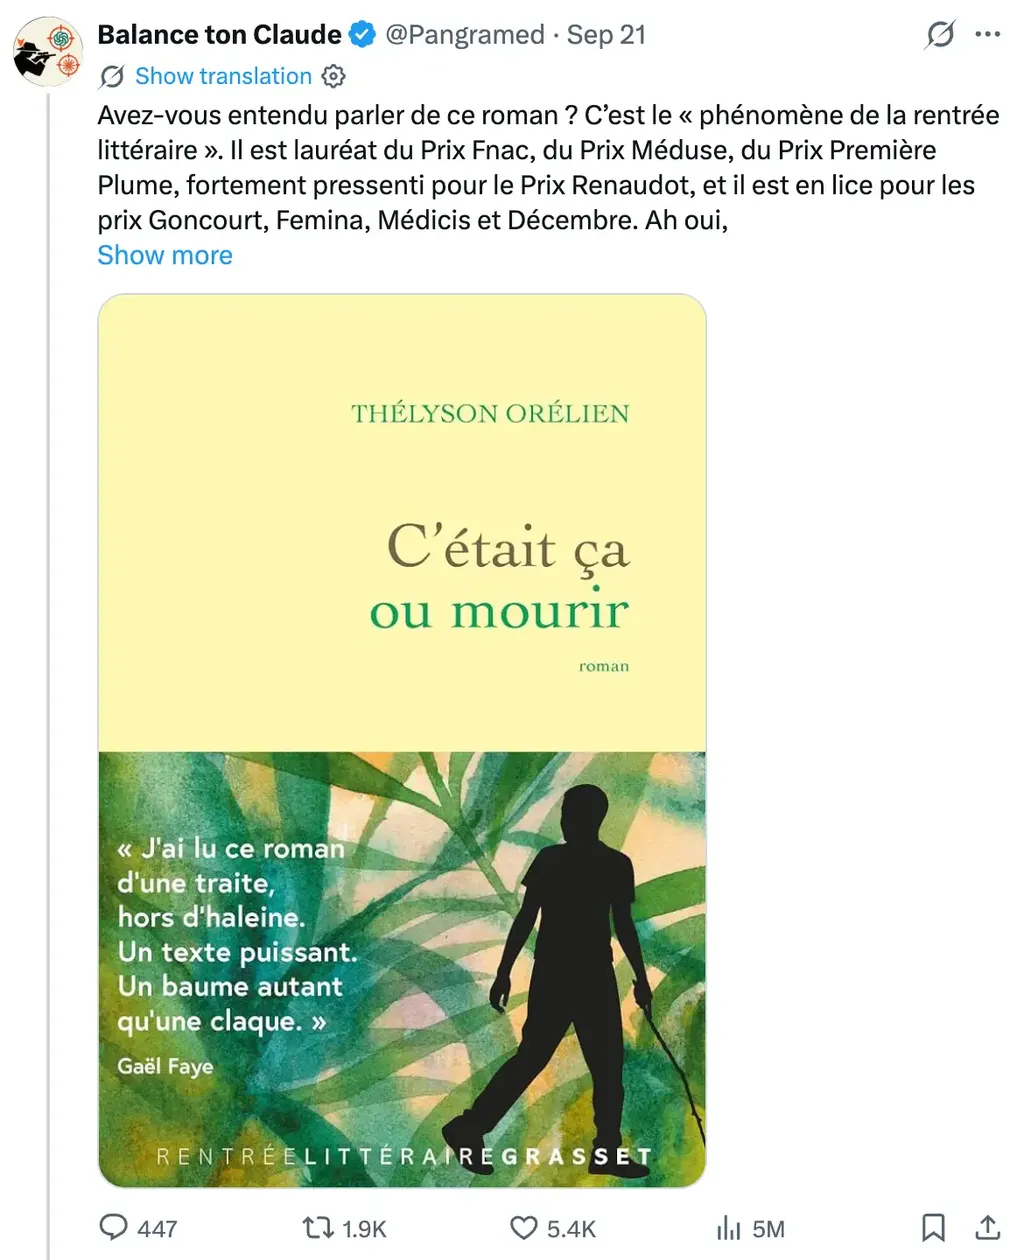 Balance ton Claude @Pangramed · Sep 21
Show translation
Avez-vous entendu parler de ce roman ? C’est le « phénomène de la rentrée
littéraire ». Il est lauréat du Prix Fnac, du Prix Méduse, du Prix Première
Plume, fortement pressenti pour le Prix Renaudot, et il est en lice pour les
prix Goncourt, Femina, Médicis et Décembre. Ah oui,
Show more
THÉLYSON ORÉLIEN
C’était ça
ou mourir
roman
« J'ai lu ce roman
d'une traite,
hors d'haleine.
Un texte puissant.
Un baume autant
qu'une claque. »
Gaël Faye
RENTRÉELITTÉRAIREGRASSET
447 1.9K 5.4K 5M